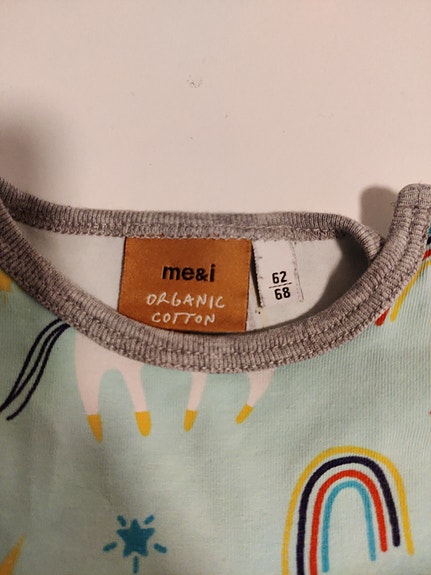 me&i
ORGANIC
COTTON
62
68